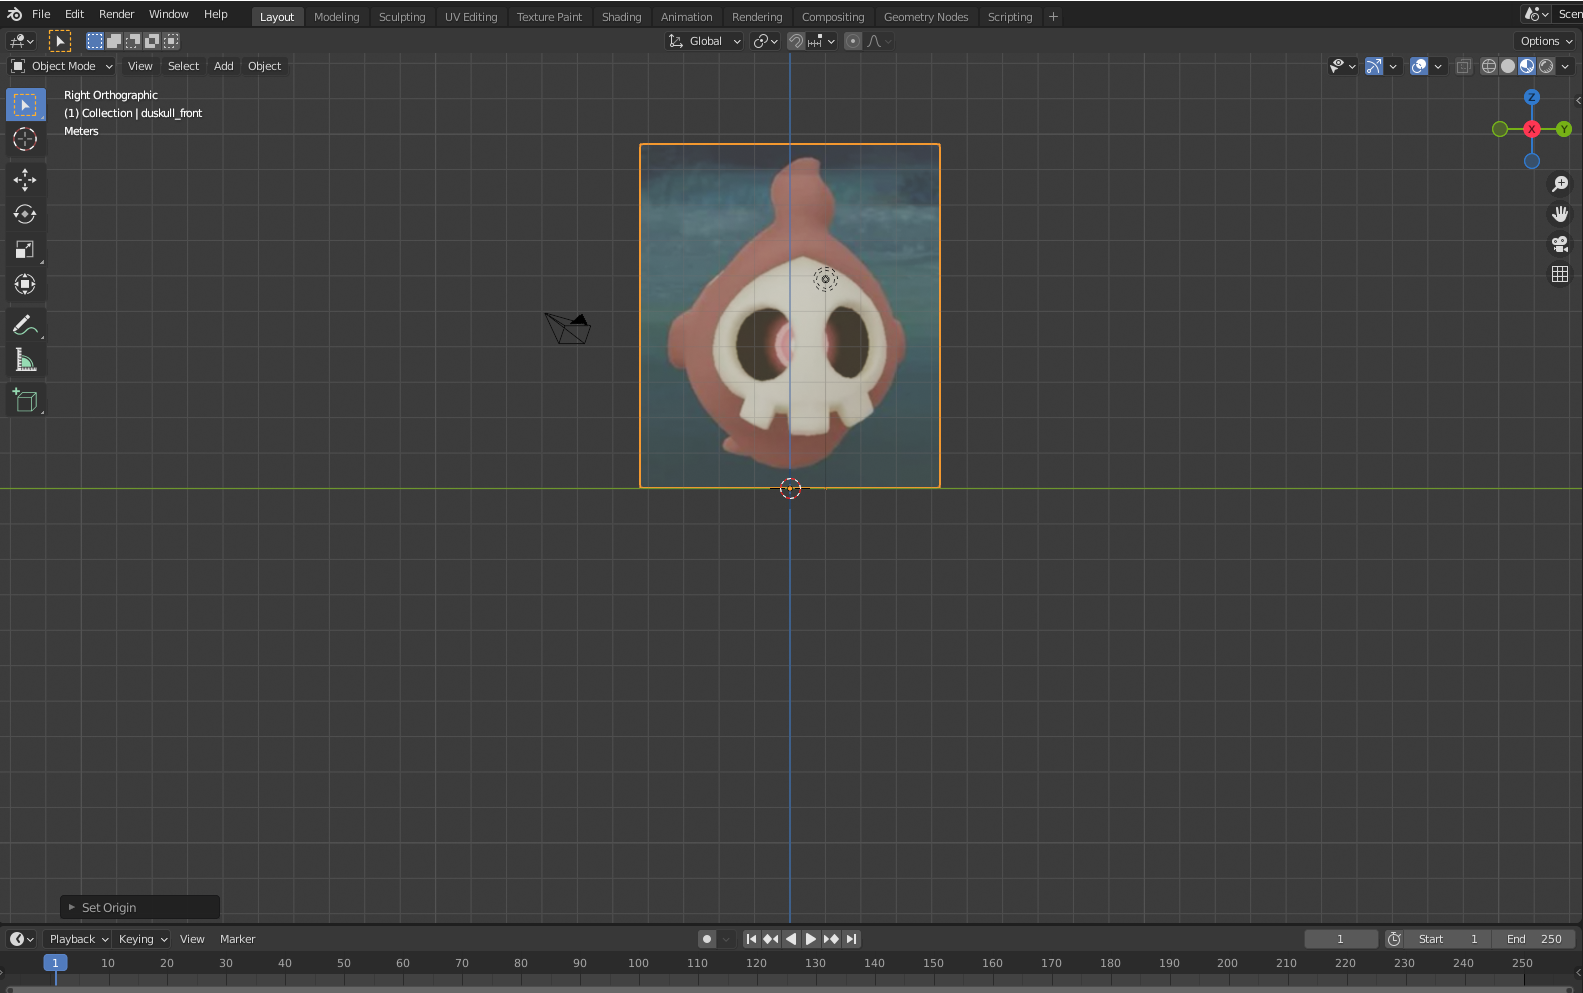 File Edit Render Window Help Layout Modeling Sculpting UV Editing Texture Paint Shading Animation Rendering Compositing Geometry Nodes Scripting + Scen
Global Options
Object Mode View Select Add Object
Right Orthographic
(1) Collection | duskull_front
Meters
Z
X Y
Set Origin
Playback Keying View Marker 1 Start 1 End 250
1 10 20 30 40 50 60 70 80 90 100 110 120 130 140 150 160 170 180 190 200 210 220 230 240 250